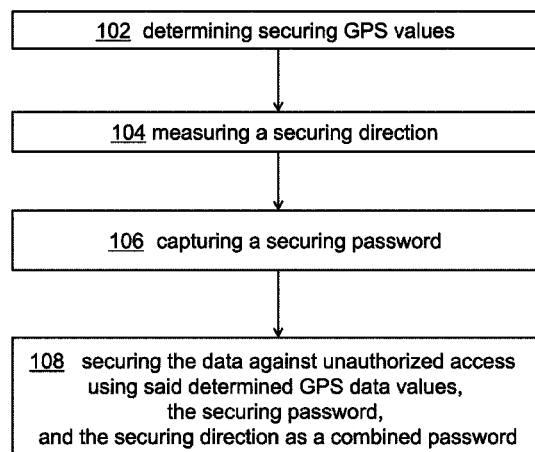 102 determining securing GPS values
104 measuring a securing direction
106 capturing a securing password
108 securing the data against unauthorized access
using said determined GPS data values,
the securing password,
and the securing direction as a combined password